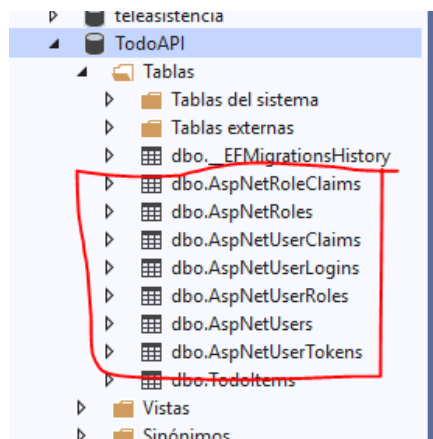 teleasistencia
TodoAPI
Tablas
Tablas del sistema
Tablas externas
dbo.__EFMigrationsHistory
dbo.AspNetRoleClaims
dbo.AspNetRoles
dbo.AspNetUserClaims
dbo.AspNetUserLogins
dbo.AspNetUserRoles
dbo.AspNetUsers
dbo.AspNetUserTokens
dbo.TodoItems
Vistas
Sinónimos